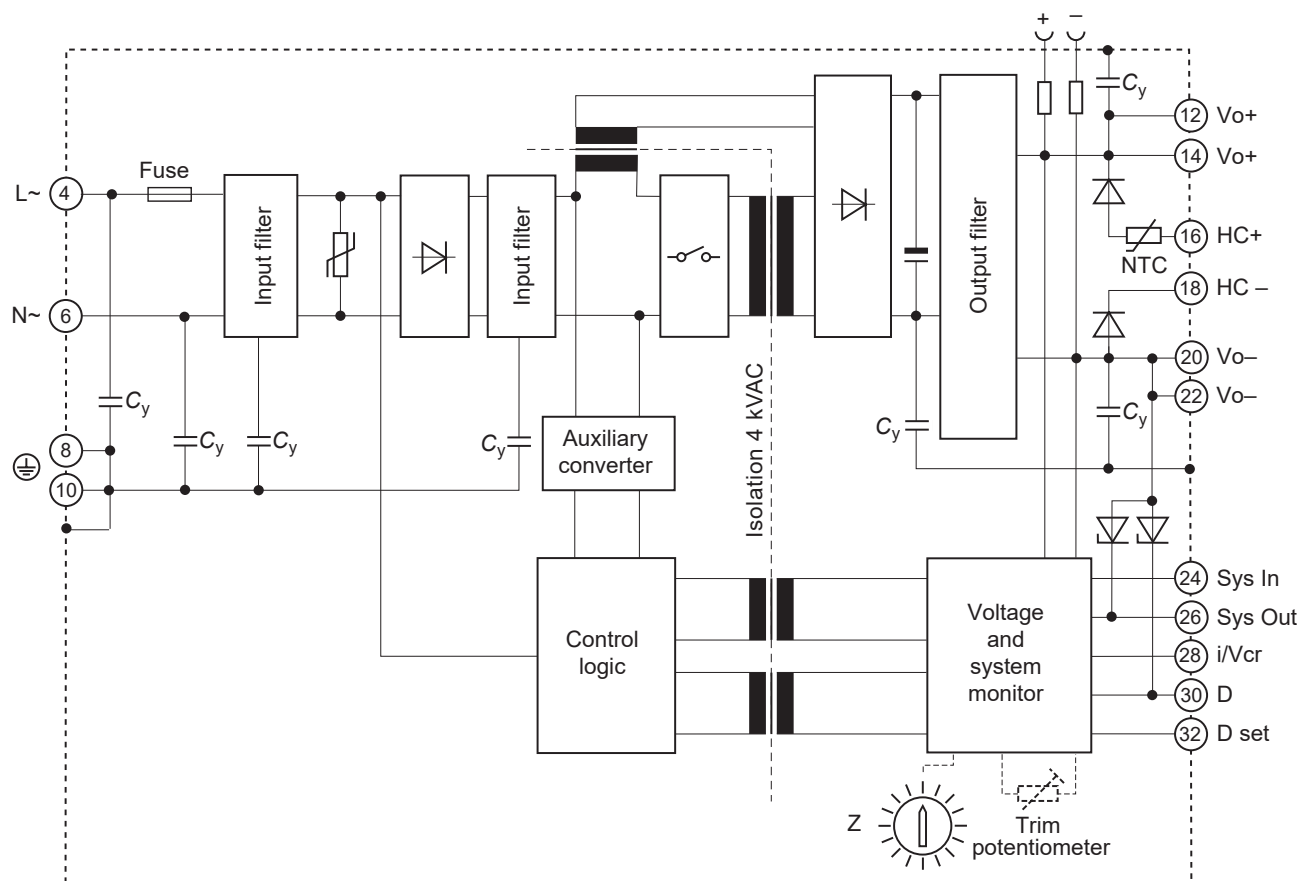 + –
Cy
12 Vo+
14 Vo+
Fuse
L~ 4
Input filter
Input filter
Output filter
16 HC+
NTC
18 HC –
N~ 6
20 Vo–
22 Vo–
Isolation 4 kVAC
Cy
Cy
Cy
Cy
Cy
Cy
8
10
Auxiliary
converter
24 Sys In
26 Sys Out
28 i/Vcr
30 D
32 D set
Control
logic
Voltage
and
system
monitor
Z
Trim
potentiometer